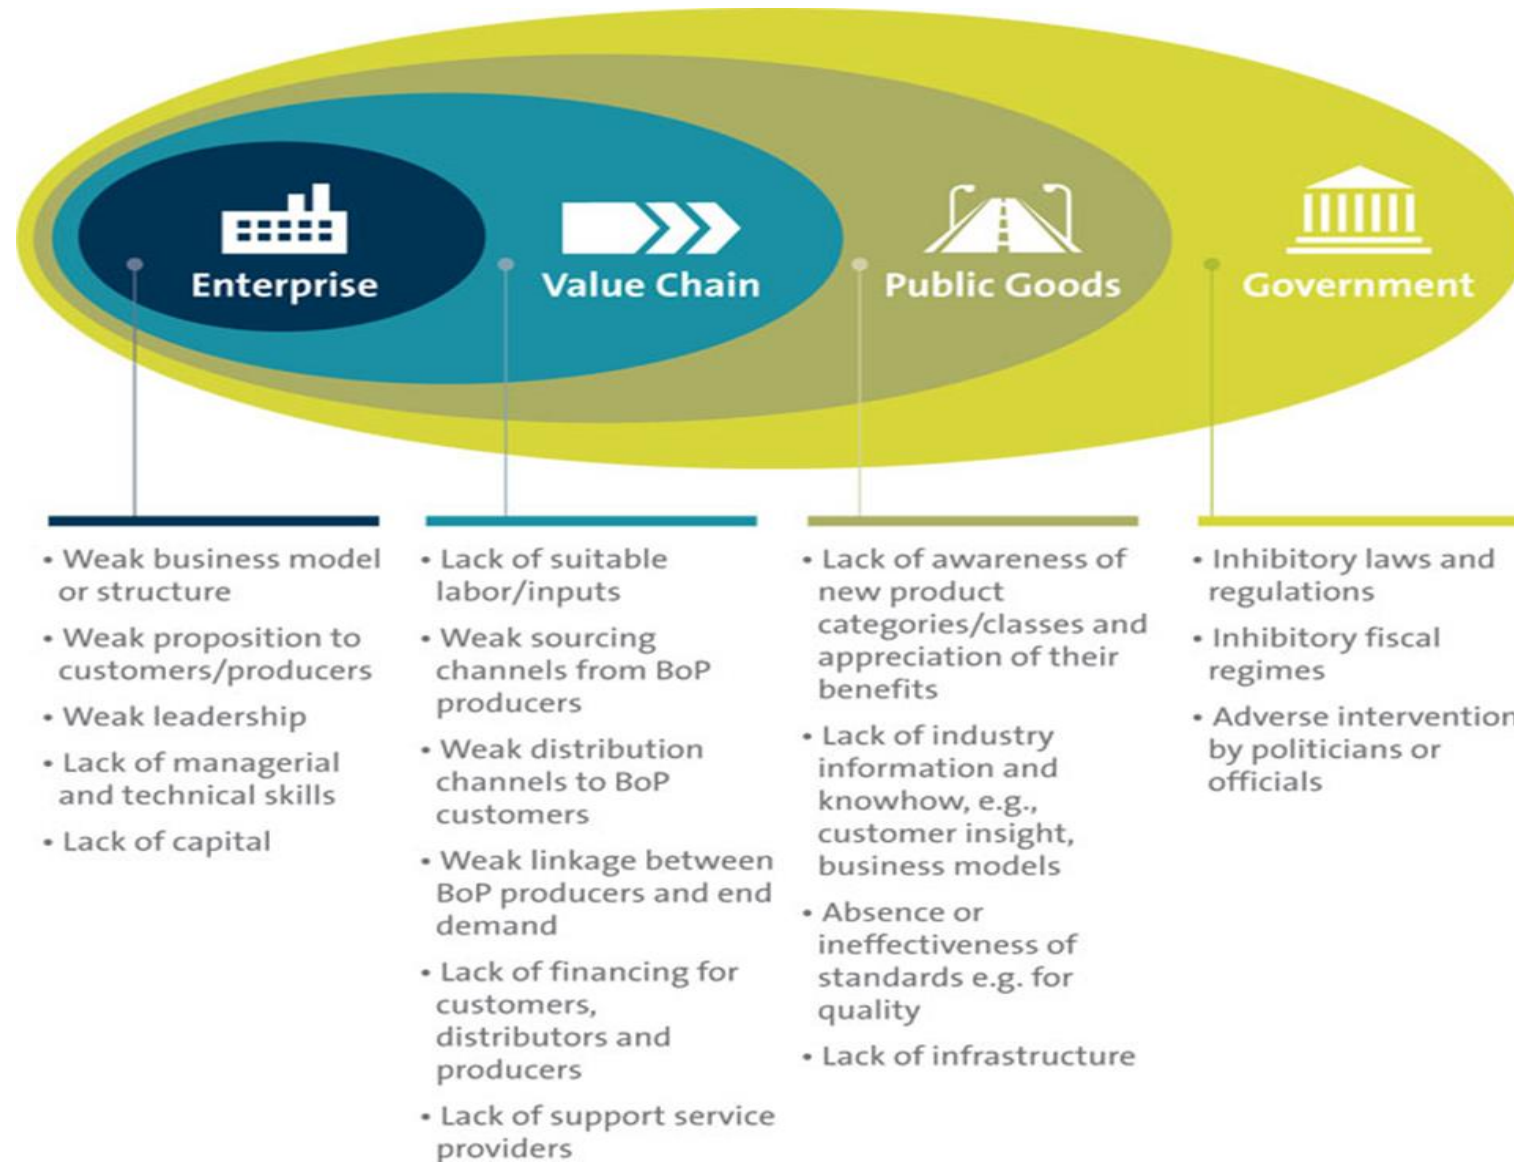 Enterprise
Value Chain
Public Goods
Government
• Weak business model
or structure
• Weak proposition to
customers/producers
• Weak leadership
• Lack of managerial
and technical skills
• Lack of capital
• Lack of suitable
labor/inputs
• Weak sourcing
channels from BoP
producers
• Weak distribution
channels to BoP
customers
• Weak linkage between
BoP producers and end
demand
• Lack of financing for
customers,
distributors and
producers
• Lack of support service
providers
• Lack of awareness of
new product
categories/classes and
appreciation of their
benefits
• Lack of industry
information and
knowhow, e.g.,
customer insight,
business models
• Absence or
ineffectiveness of
standards e.g. for
quality
• Lack of infrastructure
• Inhibitory laws and
regulations
• Inhibitory fiscal
regimes
• Adverse intervention
by politicians or
officials